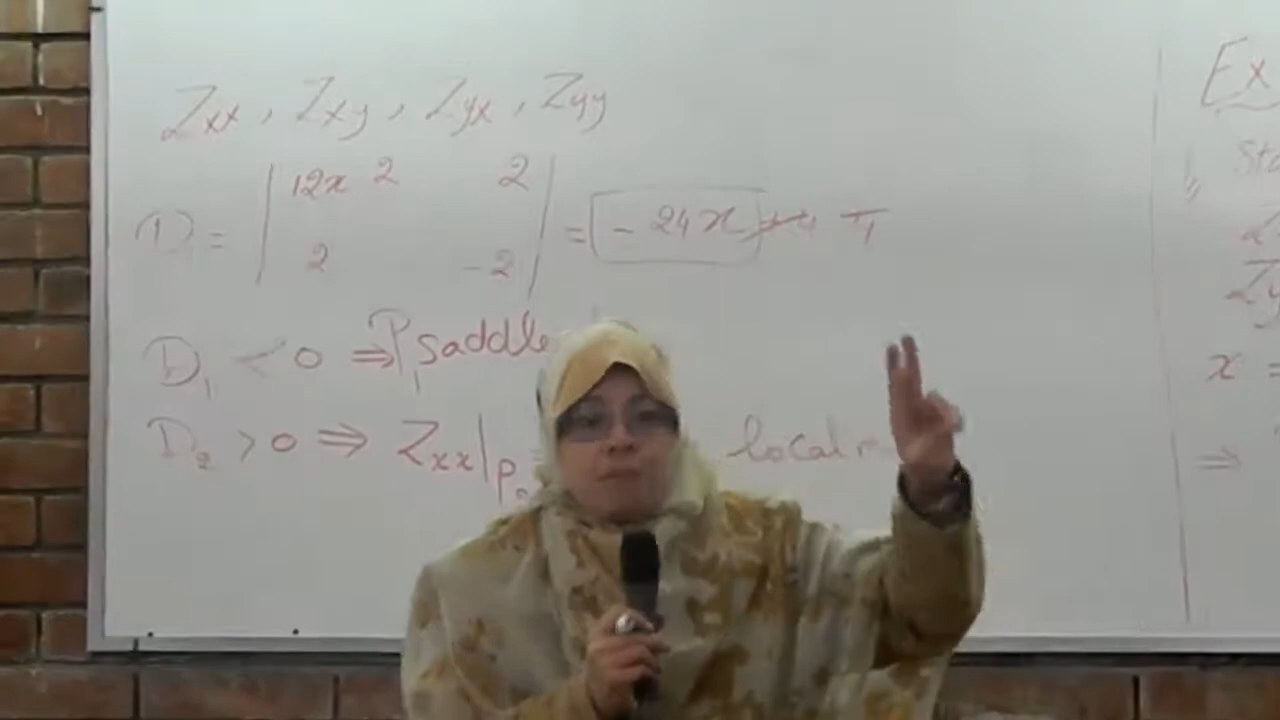 Zxx, Zxy, Zyx, Zyy
D = | 12x 2 2
2 -2 | = - 24x
D1 < 0 ⇒ P1 saddle
D2 > 0 ⇒ Zxx|P2 local
Ex
x =
⇒